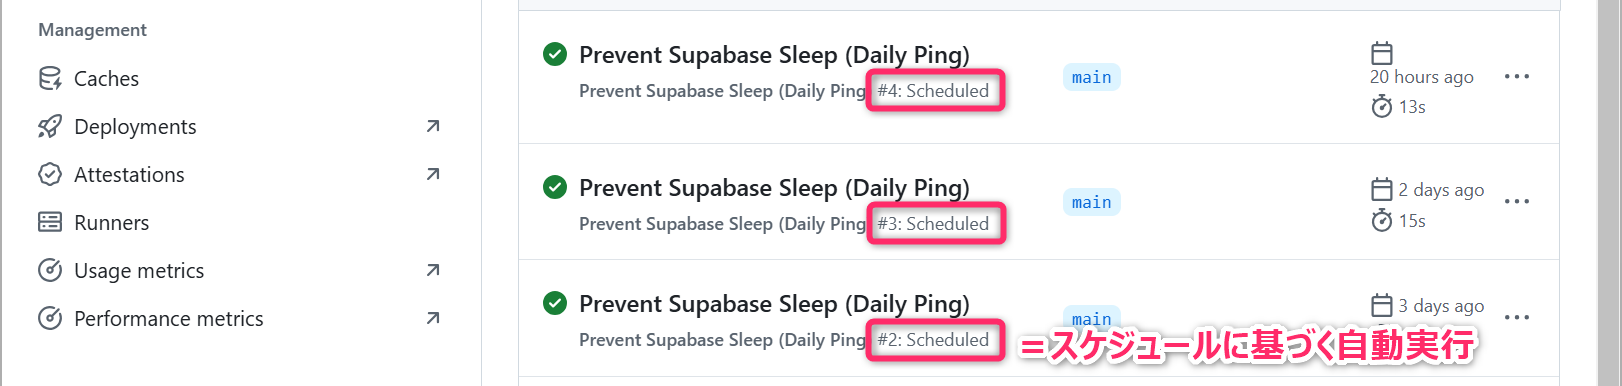 Management
Caches
Deployments
Attestations
Runners
Usage metrics
Performance metrics
Prevent Supabase Sleep (Daily Ping)
Prevent Supabase Sleep (Daily Ping #4: Scheduled
main
20 hours ago
13s
Prevent Supabase Sleep (Daily Ping)
Prevent Supabase Sleep (Daily Ping #3: Scheduled
main
2 days ago
15s
Prevent Supabase Sleep (Daily Ping)
Prevent Supabase Sleep (Daily Ping #2: Scheduled
main
3 days ago
=スケジュールに基づく自動実行